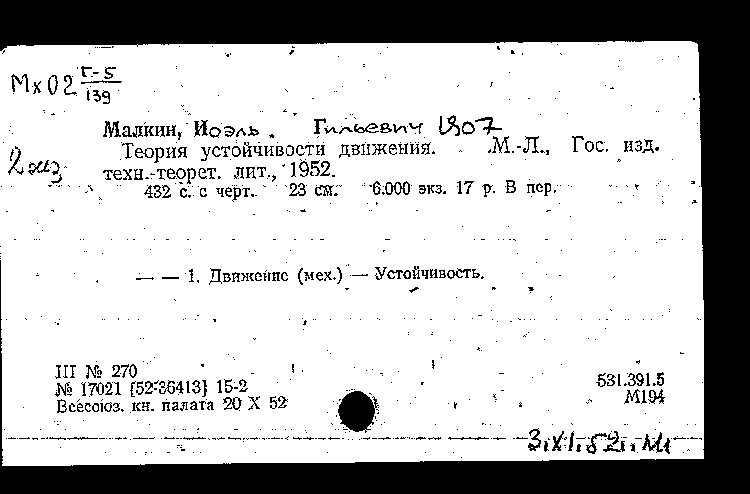 Мх02 Г-5
139
Малкин, Иоэль . Гильевич 1907
Теория устойчивости движения. М.-Л., Гос. изд.
2 экз
техн.-теорет. лит., 1952.
432 с. с черт. 23 см. 6.000 экз. 17 р. В пер.
— — 1. Движение (мех.) — Устойчивость.
III № 270
№ 17021 [52-36413] 15-2
Всесоюз. кн. палата 20 X 52
531.391.5
М194
3.XI.52.